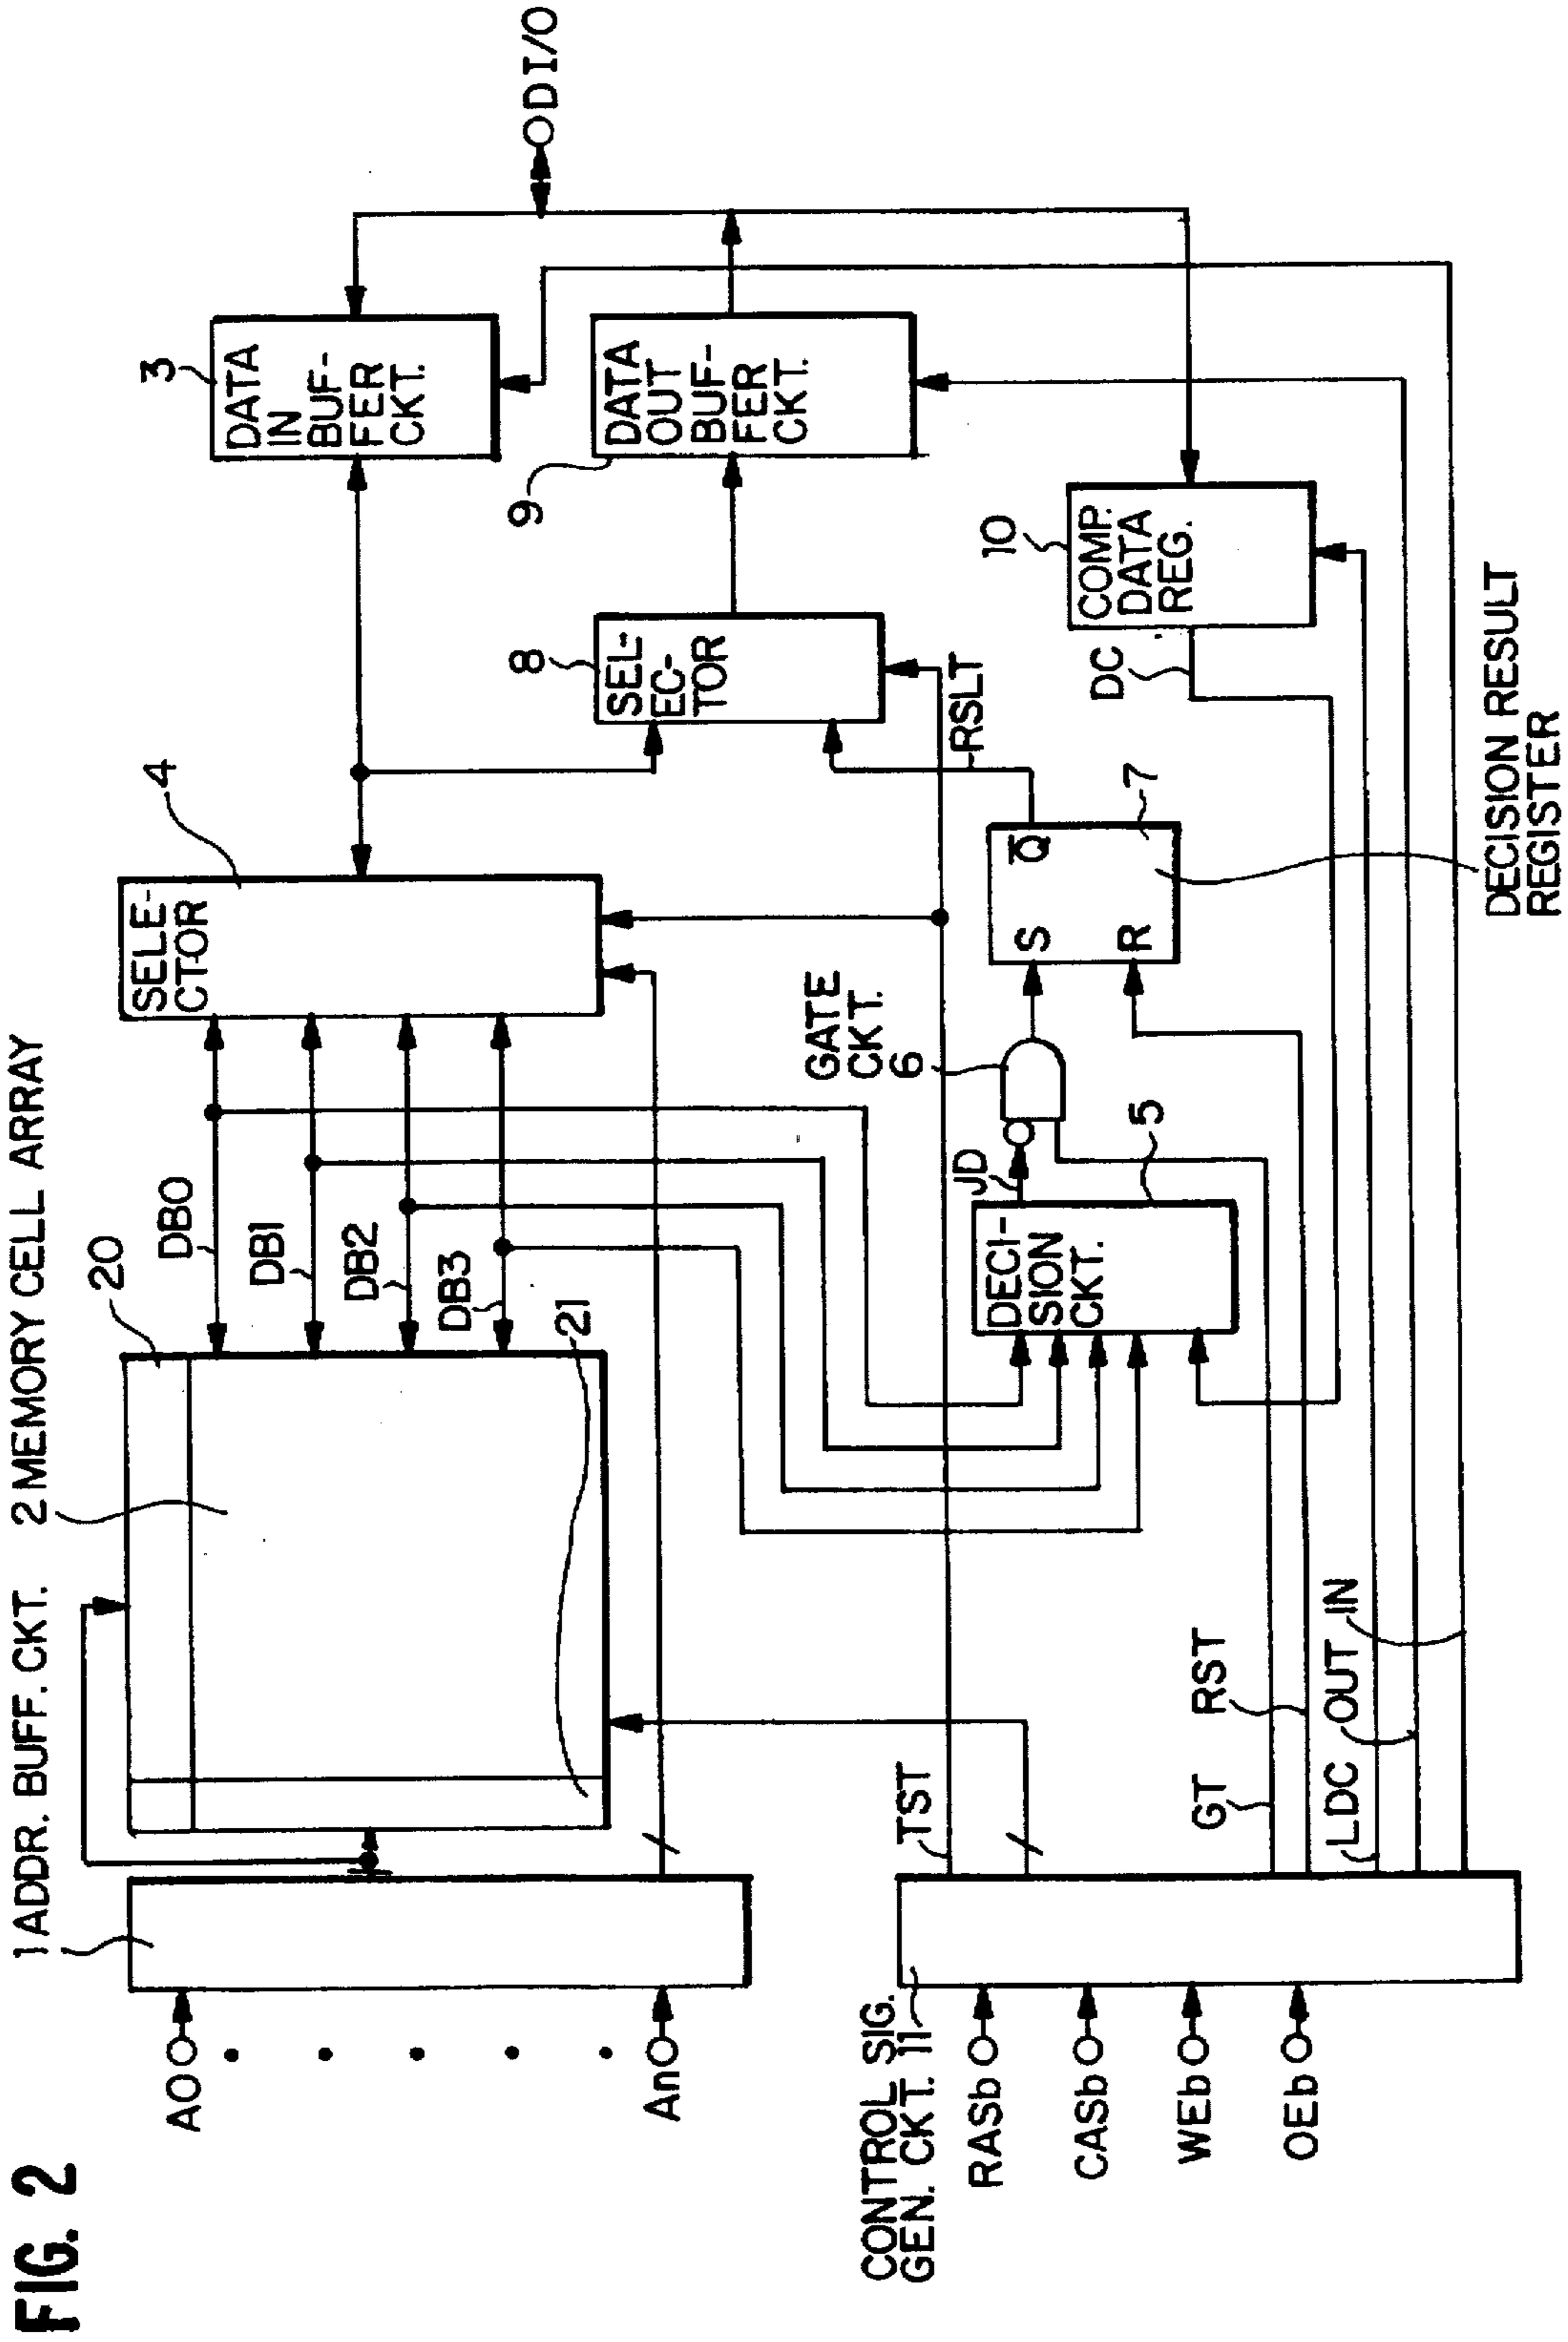 FIG. 2
1 ADDR. BUFF. CKT.
2 MEMORY CELL ARRAY
20
21
A0
An
DB0
DB1
DB2
DB3
4
SELE-
CTOR
3
DATA
IN
BUF-
FER
CKT.
D I/O
9
DATA
OUT
BUF-
FER
CKT.
8
SEL-
EC-
TOR
RSLT
10
COMP.
DATA
REG.
DC
GATE
CKT.
6
JD
5
DECI-
SION
CKT.
S
R
Q̅
7
DECISION RESULT
REGISTER
CONTROL SIG.
GEN. CKT. 11
RASb
CASb
WEb
OEb
TST
GT
RST
LDC
OUT
IN